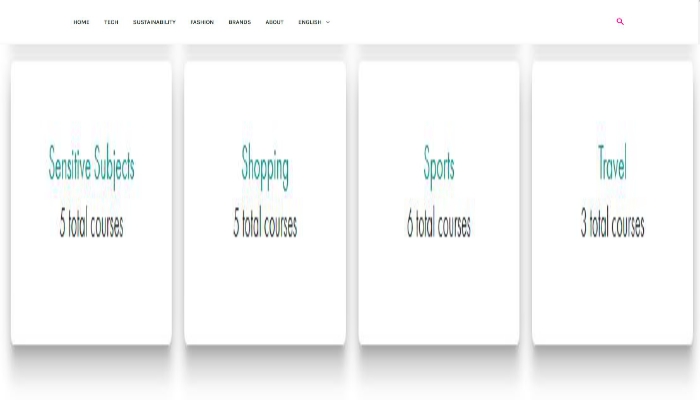 HOME TECH SUSTAINABILITY FASHION BRANDS ABOUT ENGLISH
Sensitive Subjects
5 total courses
Shopping
5 total courses
Sports
6 total courses
Travel
3 total courses